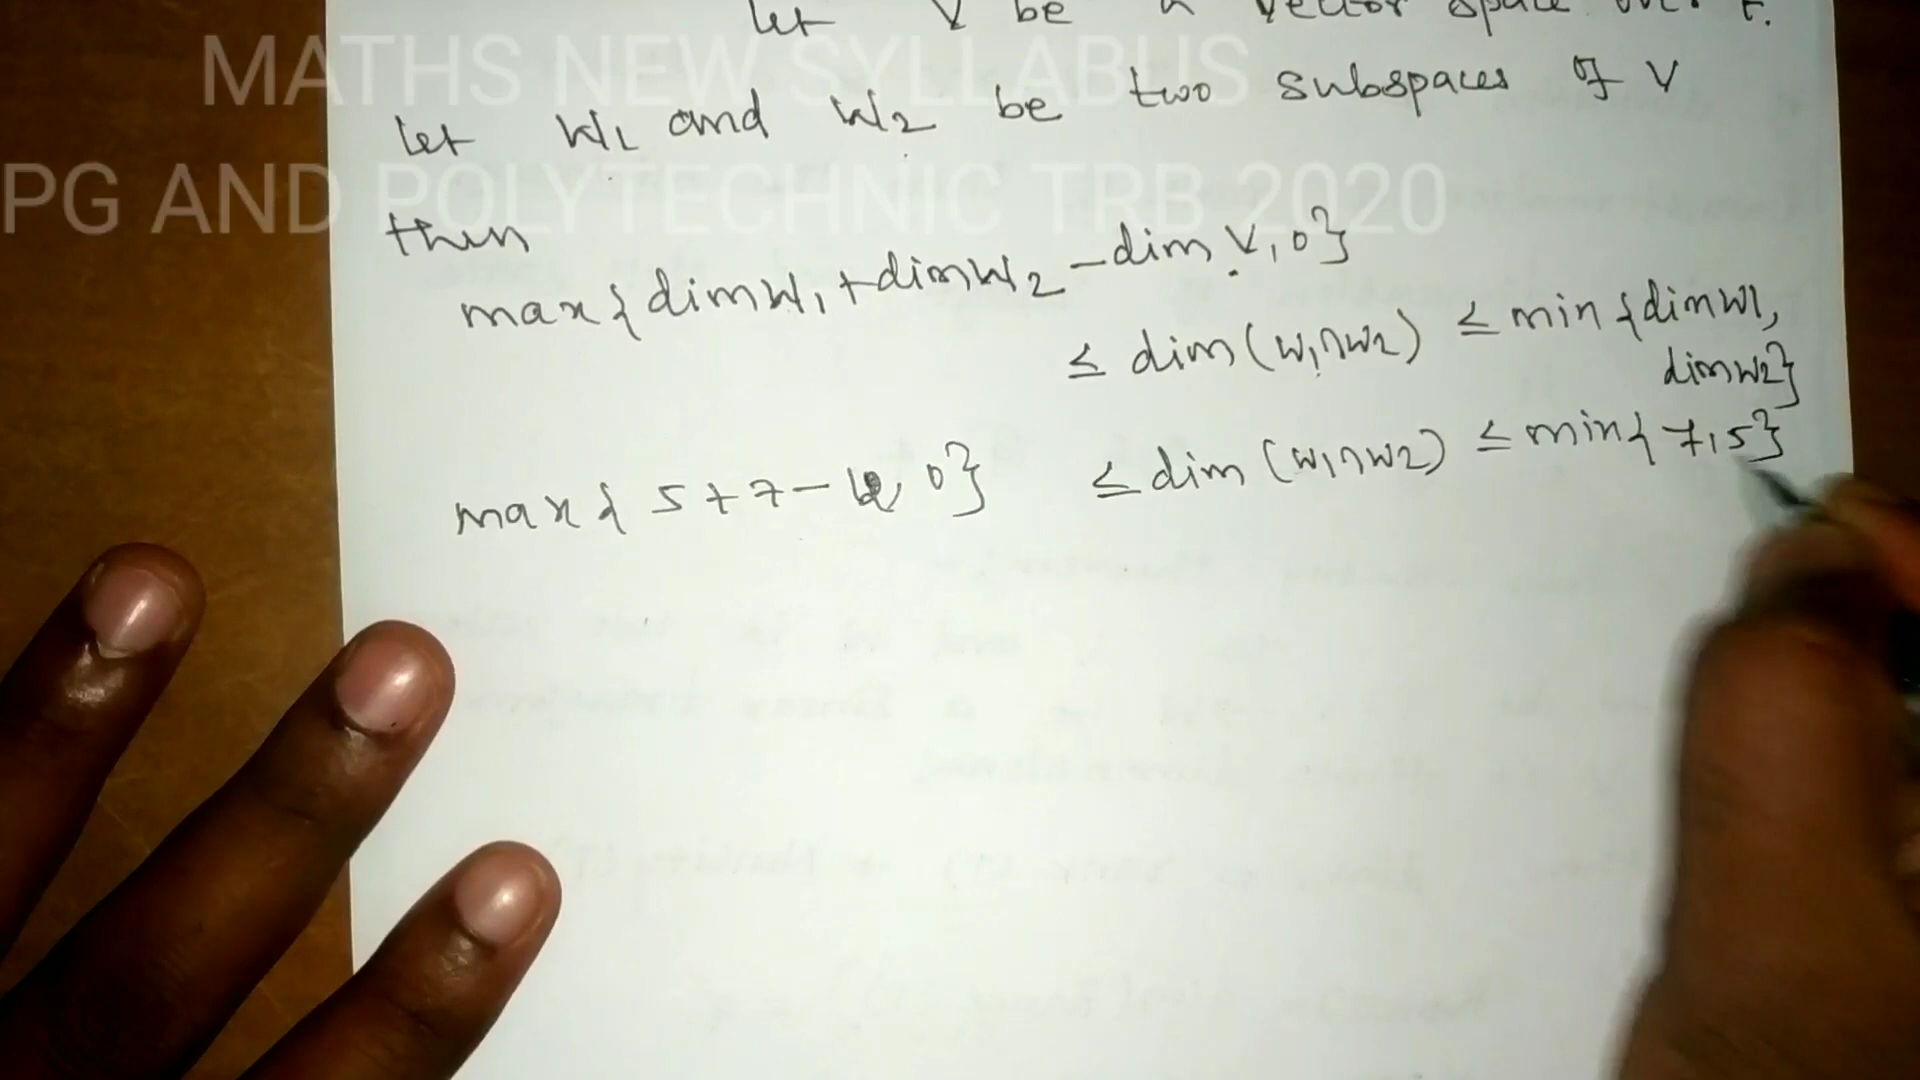 let V be a vector space over F.
MATHS NEW SYLLABUS
let W1 and W2 be two subspaces of V
PG AND POLYTECHNIC TRB 2020
then
max{dimW1+dimW2-dim V, 0}
≤ dim(W1∩W2) ≤ min{dimW1,
dimW2}
max{ 5+7- , 0} ≤ dim(W1∩W2) ≤ min{7,5}